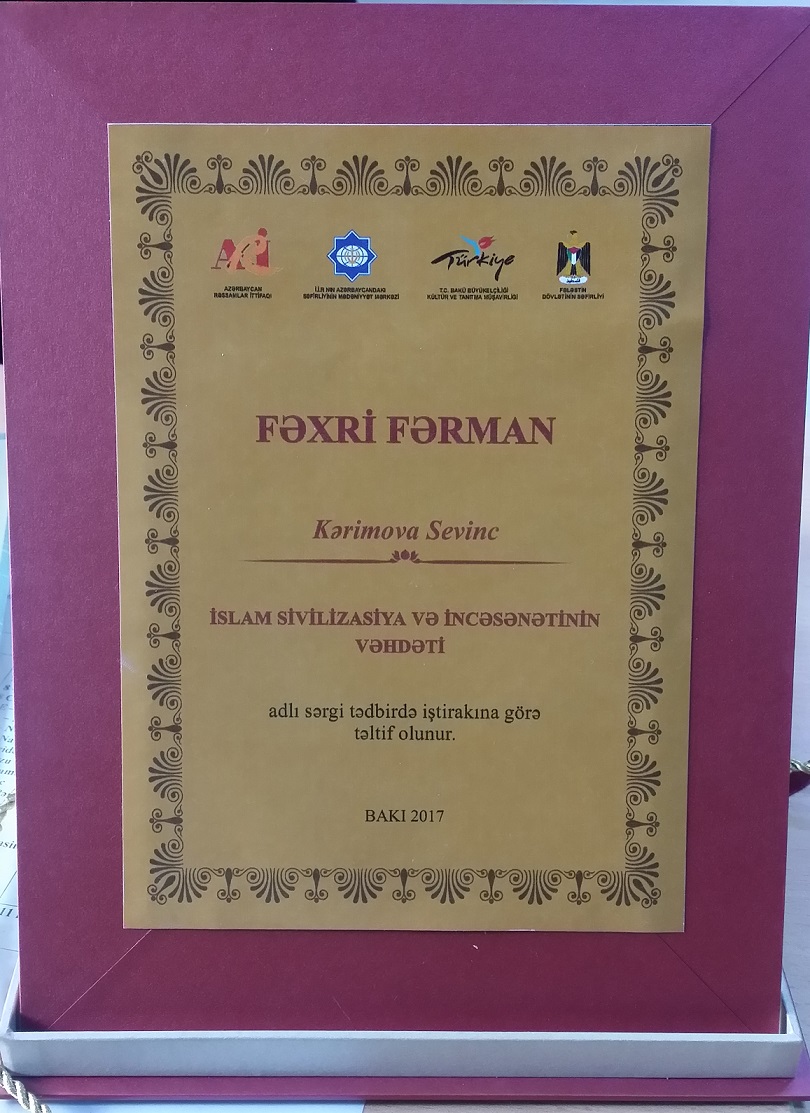 AZƏRBAYCAN
RƏSSAMLAR İTTİFAQI
İ.İ.R NIN AZƏRBAYCANDAKI
SƏFİRLİYİNİN MƏDƏNİYYƏT MƏRKƏZİ
Türkiye
T.C. BAKÜ BÜYÜKELÇİLİĞİ
KÜLTÜR VE TANITMA MÜŞAVİRLİĞİ
FƏLƏSTİN
DÖVLƏTİNİN SƏFİRLİYİ
FƏXRİ FƏRMAN
Kərimova Sevinc
İSLAM SİVİLİZASİYA VƏ İNCƏSƏNƏTİNİN
VƏHDƏTİ
adlı sərgi tədbirdə iştirakına görə
təltif olunur.
BAKI 2017